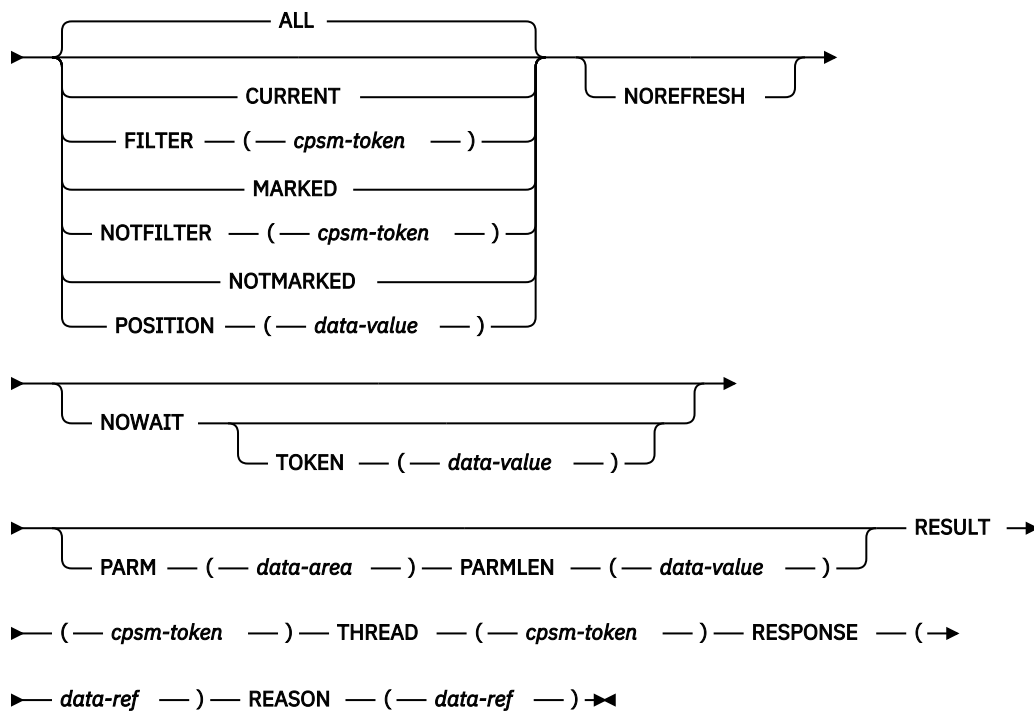 ALL
CURRENT NOREFRESH
FILTER ( cpsm-token )
MARKED
NOTFILTER ( cpsm-token )
NOTMARKED
POSITION ( data-value )
NOWAIT
TOKEN ( data-value )
RESULT
PARM ( data-area ) PARMLEN ( data-value )
( cpsm-token ) THREAD ( cpsm-token ) RESPONSE (
data-ref ) REASON ( data-ref )